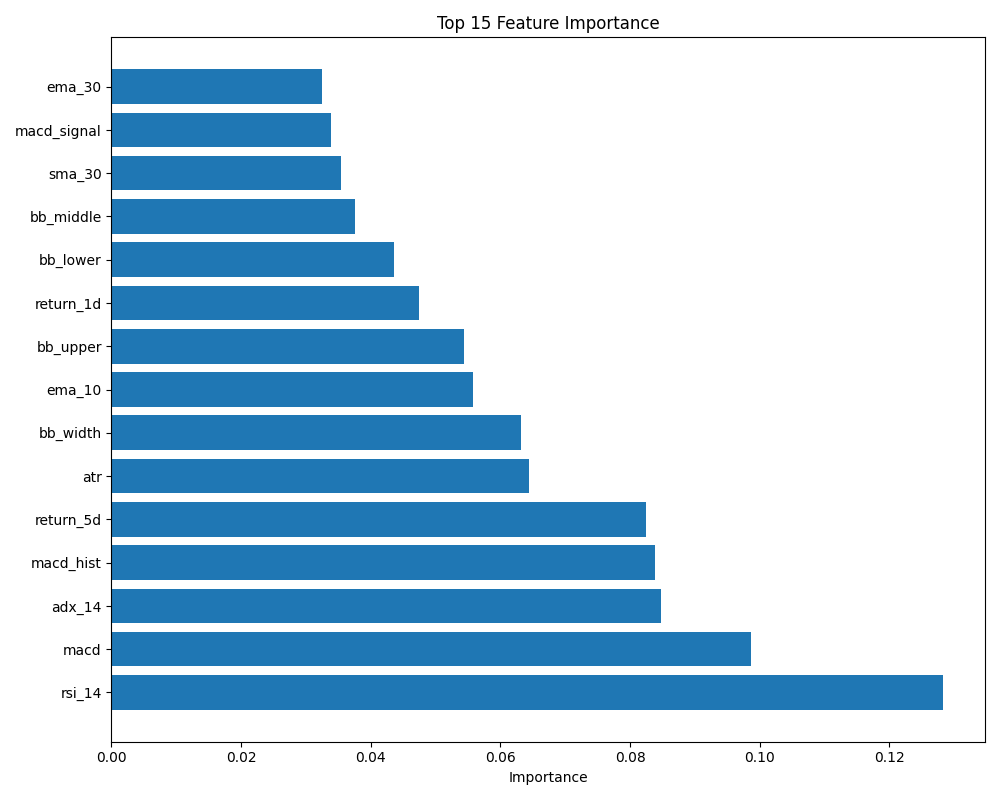 Top 15 Feature Importance
ema_30
macd_signal
sma_30
bb_middle
bb_lower
return_1d
bb_upper
ema_10
bb_width
atr
return_5d
macd_hist
adx_14
macd
rsi_14
0.00 0.02 0.04 0.06 0.08 0.10 0.12
Importance